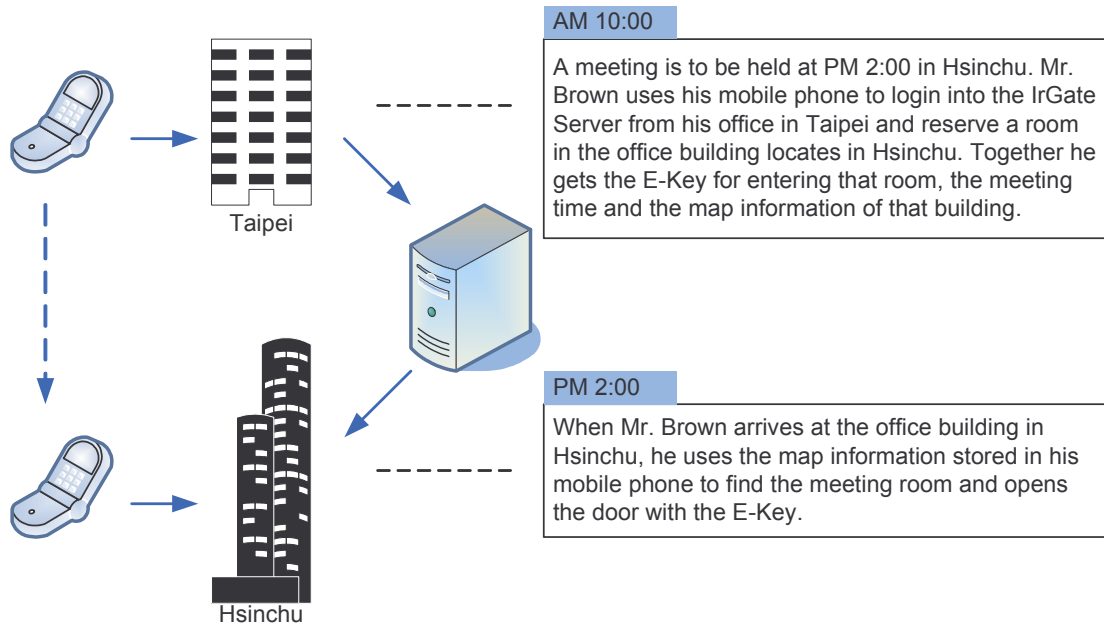 AM 10:00
A meeting is to be held at PM 2:00 in Hsinchu. Mr.
Brown uses his mobile phone to login into the IrGate
Server from his office in Taipei and reserve a room
in the office building locates in Hsinchu. Together he
gets the E-Key for entering that room, the meeting
time and the map information of that building.
Taipei
PM 2:00
When Mr. Brown arrives at the office building in
Hsinchu, he uses the map information stored in his
mobile phone to find the meeting room and opens
the door with the E-Key.
Hsinchu